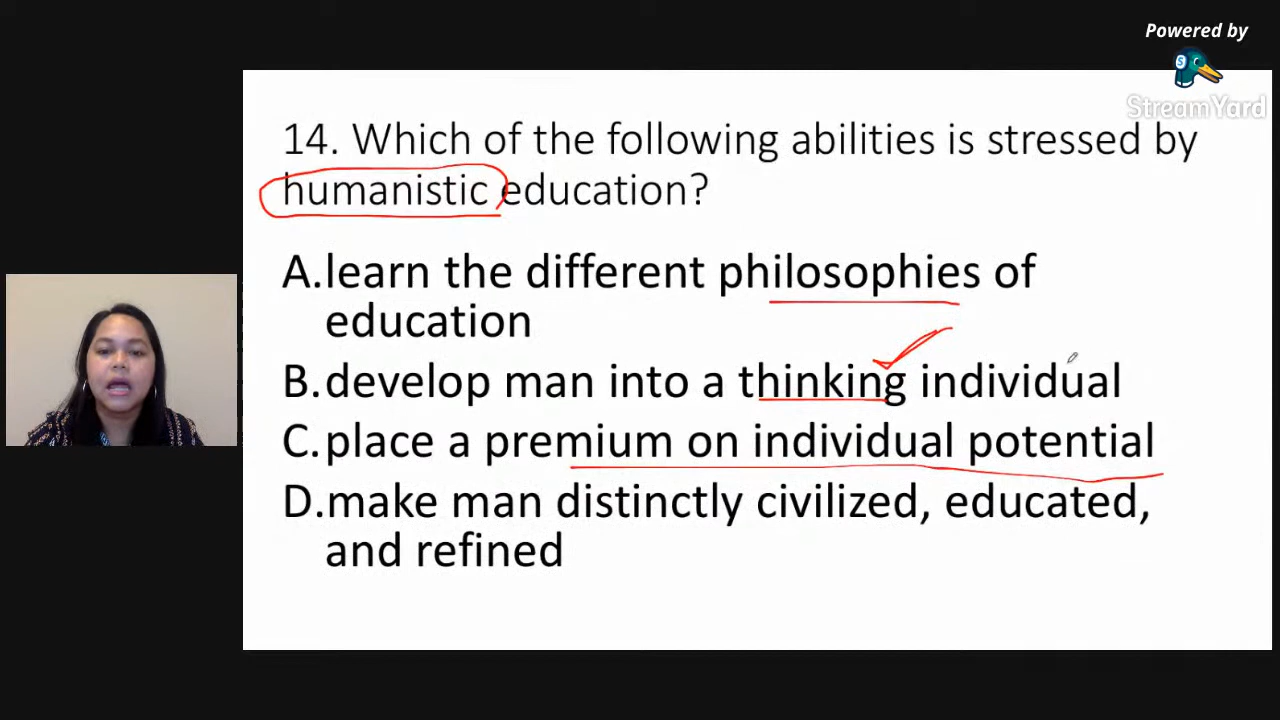 Powered by
StreamYard
14. Which of the following abilities is stressed by
humanistic education?
A. learn the different philosophies of
education
B. develop man into a thinking individual
C. place a premium on individual potential
D. make man distinctly civilized, educated,
and refined